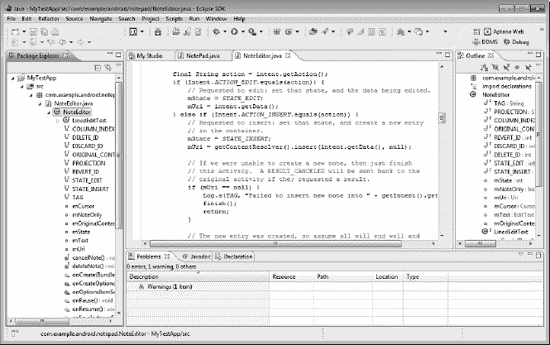 Java - MyTestApp/src/com/example/android/notepad/NoteEditor.java - Eclipse SDK
File Edit Refactor Source Navigate Search Project Scripts Run Window Help
Java
Aptana Web
DDMS
Debug
Package Explorer
MyTestApp
src
com.example.android.no
NoteEditor.java
NoteEditor
LinedEditText
COLUMN_INDEX
DELETE_ID
DISCARD_ID
ORIGINAL_CONT
PROJECTION
REVERT_ID
STATE_EDIT
STATE_INSERT
TAG
mCursor
mNoteOnly
mOriginalConten
mState
mText
mUri
cancelNote() : voi
deleteNote() : voi
onCreate(Bundle
onCreateOptions
onOptionsItemS
onPause() : void
onResume() : void
My Studio
NotePad.java
NoteEditor.java
final String action = intent.getAction();
if (Intent.ACTION_EDIT.equals(action)) {
// Requested to edit: set that state, and the data being edited.
mState = STATE_EDIT;
mUri = intent.getData();
} else if (Intent.ACTION_INSERT.equals(action)) {
// Requested to insert: set that state, and create a new entry
// in the container.
mState = STATE_INSERT;
mUri = getContentResolver().insert(intent.getData(), null);
// If we were unable to create a new note, then just finish
// this activity. A RESULT_CANCELED will be sent back to the
// original activity if they requested a result.
if (mUri == null) {
Log.e(TAG, "Failed to insert new note into " + getIntent().get
finish();
return;
}
// The new entry was created, so assume all will end well and
Outline
com.example.android.
import declarations
NoteEditor
TAG : String
PROJECTION : S
COLUMN_INDE
STATE_EDIT : in
STATE_INSERT :
REVERT_ID : int
DISCARD_ID : in
DELETE_ID : int
mState : int
mNoteOnly : bo
mUri : Uri
mCursor : Curso
mText : EditText
mOriginalConte
LinedEditText
Problems
Javadoc
Declaration
0 errors, 1 warning, 0 others
Description
Resource
Path
Location
Type
Warnings (1 item)
com.example.android.notepad.NoteEditor - MyTestApp/src